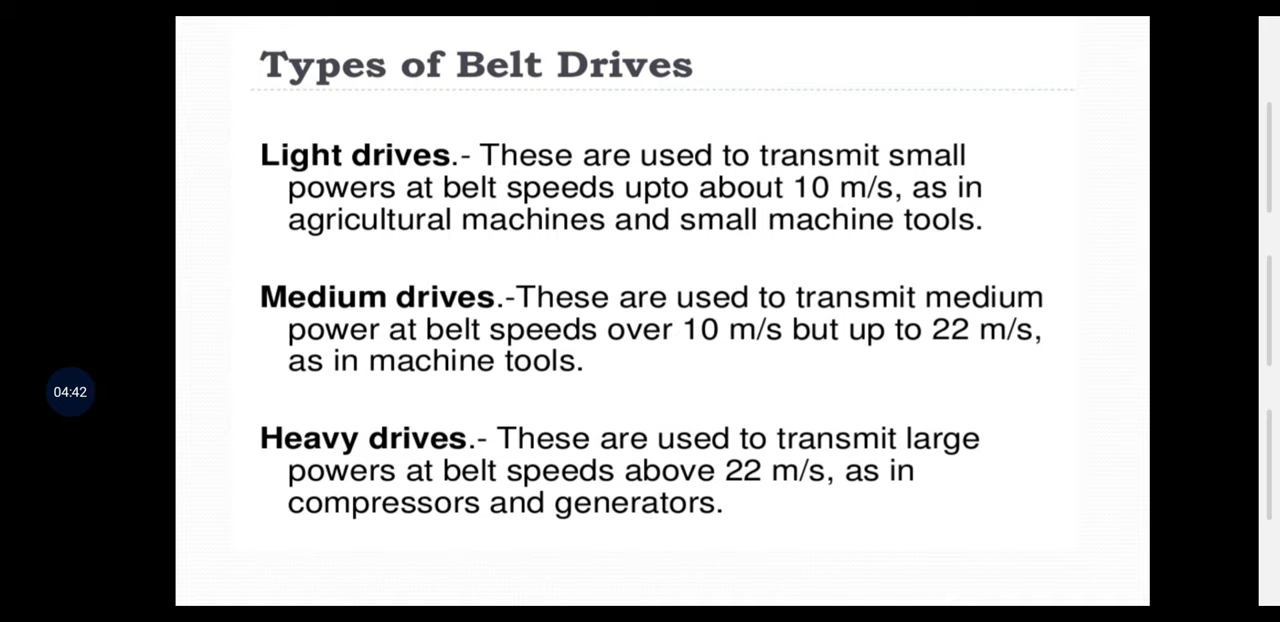 Types of Belt Drives
Light drives.- These are used to transmit small
powers at belt speeds upto about 10 m/s, as in
agricultural machines and small machine tools.
Medium drives.-These are used to transmit medium
power at belt speeds over 10 m/s but up to 22 m/s,
as in machine tools.
04:42
Heavy drives.- These are used to transmit large
powers at belt speeds above 22 m/s, as in
compressors and generators.